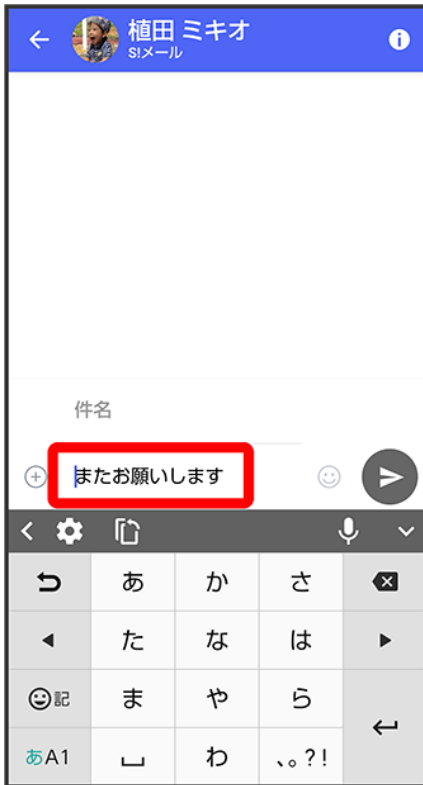 植田 ミキオ
S!メール
件名
またお願いします
あ か さ
た な は
記 ま や ら
あA1 わ 、。?!